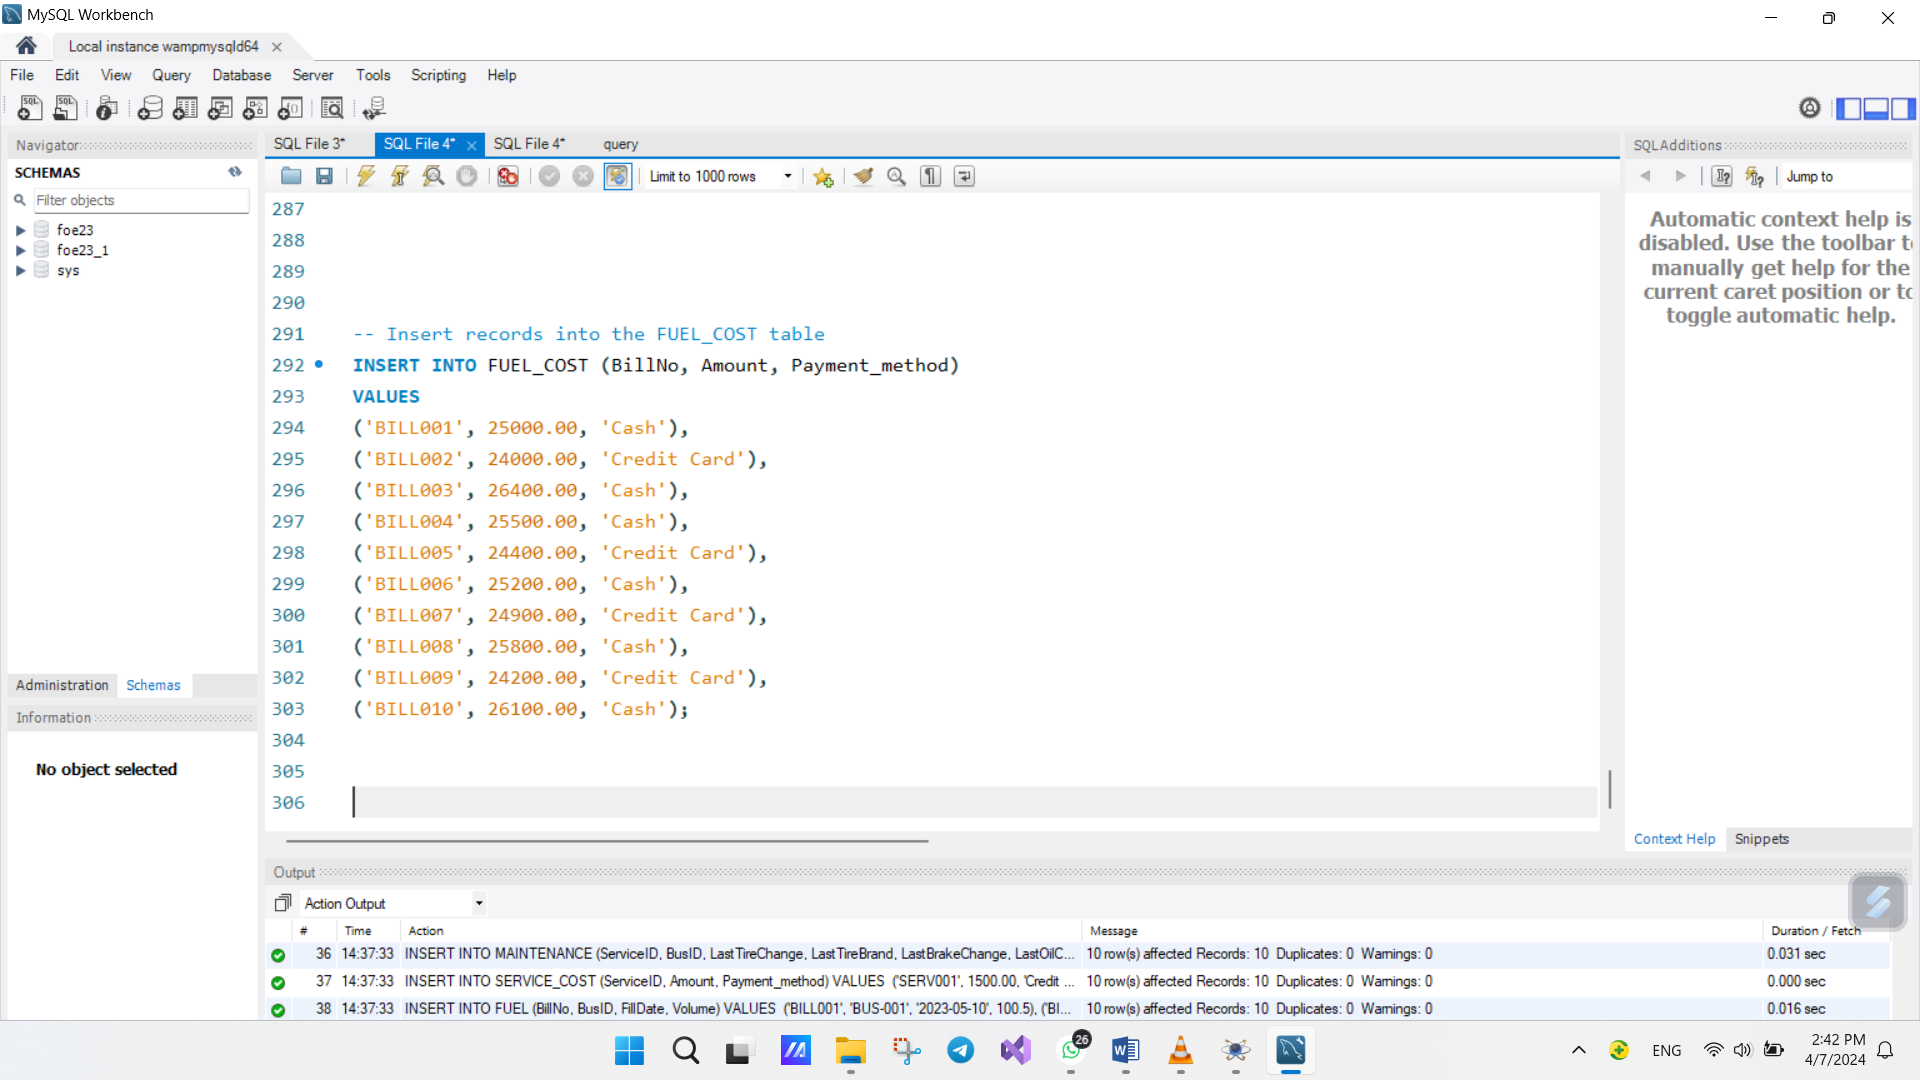 MySQL Workbench
Local instance wampmysqld64
File Edit View Query Database Server Tools Scripting Help
Navigator
SCHEMAS
Filter objects
foe23
foe23_1
sys
Administration Schemas
Information
No object selected
SQL File 3* SQL File 4* SQL File 4* query
Limit to 1000 rows
287
288
289
290
291 -- Insert records into the FUEL_COST table
292 INSERT INTO FUEL_COST (BillNo, Amount, Payment_method)
293 VALUES
294 ('BILL001', 25000.00, 'Cash'),
295 ('BILL002', 24000.00, 'Credit Card'),
296 ('BILL003', 26400.00, 'Cash'),
297 ('BILL004', 25500.00, 'Cash'),
298 ('BILL005', 24400.00, 'Credit Card'),
299 ('BILL006', 25200.00, 'Cash'),
300 ('BILL007', 24900.00, 'Credit Card'),
301 ('BILL008', 25800.00, 'Cash'),
302 ('BILL009', 24200.00, 'Credit Card'),
303 ('BILL010', 26100.00, 'Cash');
304
305
306
SQLAdditions
Jump to
Automatic context help is
disabled. Use the toolbar to
manually get help for the
current caret position or to
toggle automatic help.
Context Help Snippets
Output
Action Output
# Time Action Message Duration / Fetch
36 14:37:33 INSERT INTO MAINTENANCE (ServiceID, BusID, LastTireChange, LastTireBrand, LastBrakeChange, LastOilC... 10 row(s) affected Records: 10 Duplicates: 0 Warnings: 0 0.031 sec
37 14:37:33 INSERT INTO SERVICE_COST (ServiceID, Amount, Payment_method) VALUES ('SERV001', 1500.00, 'Credit ... 10 row(s) affected Records: 10 Duplicates: 0 Warnings: 0 0.000 sec
38 14:37:33 INSERT INTO FUEL (BillNo, BusID, FillDate, Volume) VALUES ('BILL001', 'BUS-001', '2023-05-10', 100.5), ('BI... 10 row(s) affected Records: 10 Duplicates: 0 Warnings: 0 0.016 sec
26
ENG
2:42 PM
4/7/2024